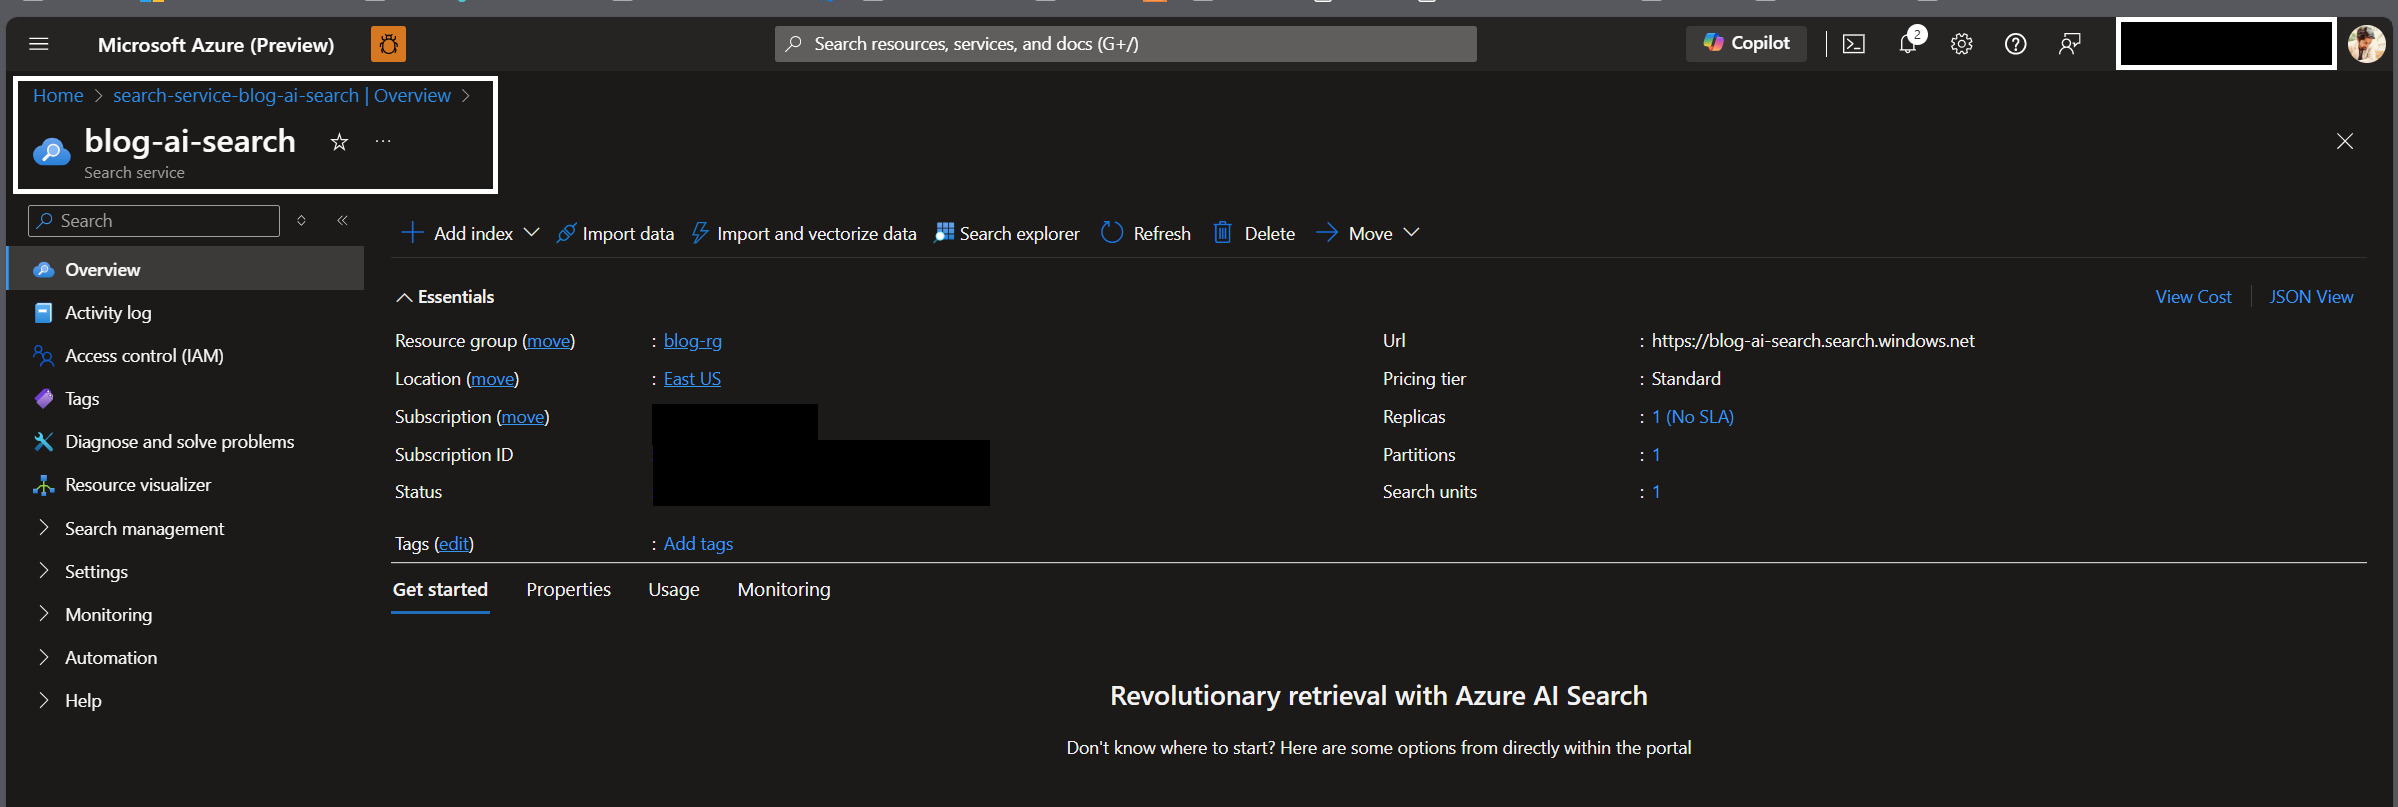 Microsoft Azure (Preview)
Search resources, services, and docs (G+/)
Copilot
2
Home > search-service-blog-ai-search | Overview >
blog-ai-search
Search service
Search
Add index
Import data
Import and vectorize data
Search explorer
Refresh
Delete
Move
Overview
Activity log
Access control (IAM)
Tags
Diagnose and solve problems
Resource visualizer
Search management
Settings
Monitoring
Automation
Help
Essentials
View Cost
JSON View
Resource group (move) : blog-rg
Location (move) : East US
Subscription (move)
Subscription ID
Status
Tags (edit) : Add tags
Url : https://blog-ai-search.search.windows.net
Pricing tier : Standard
Replicas : 1 (No SLA)
Partitions : 1
Search units : 1
Get started
Properties
Usage
Monitoring
Revolutionary retrieval with Azure AI Search
Don't know where to start? Here are some options from directly within the portal